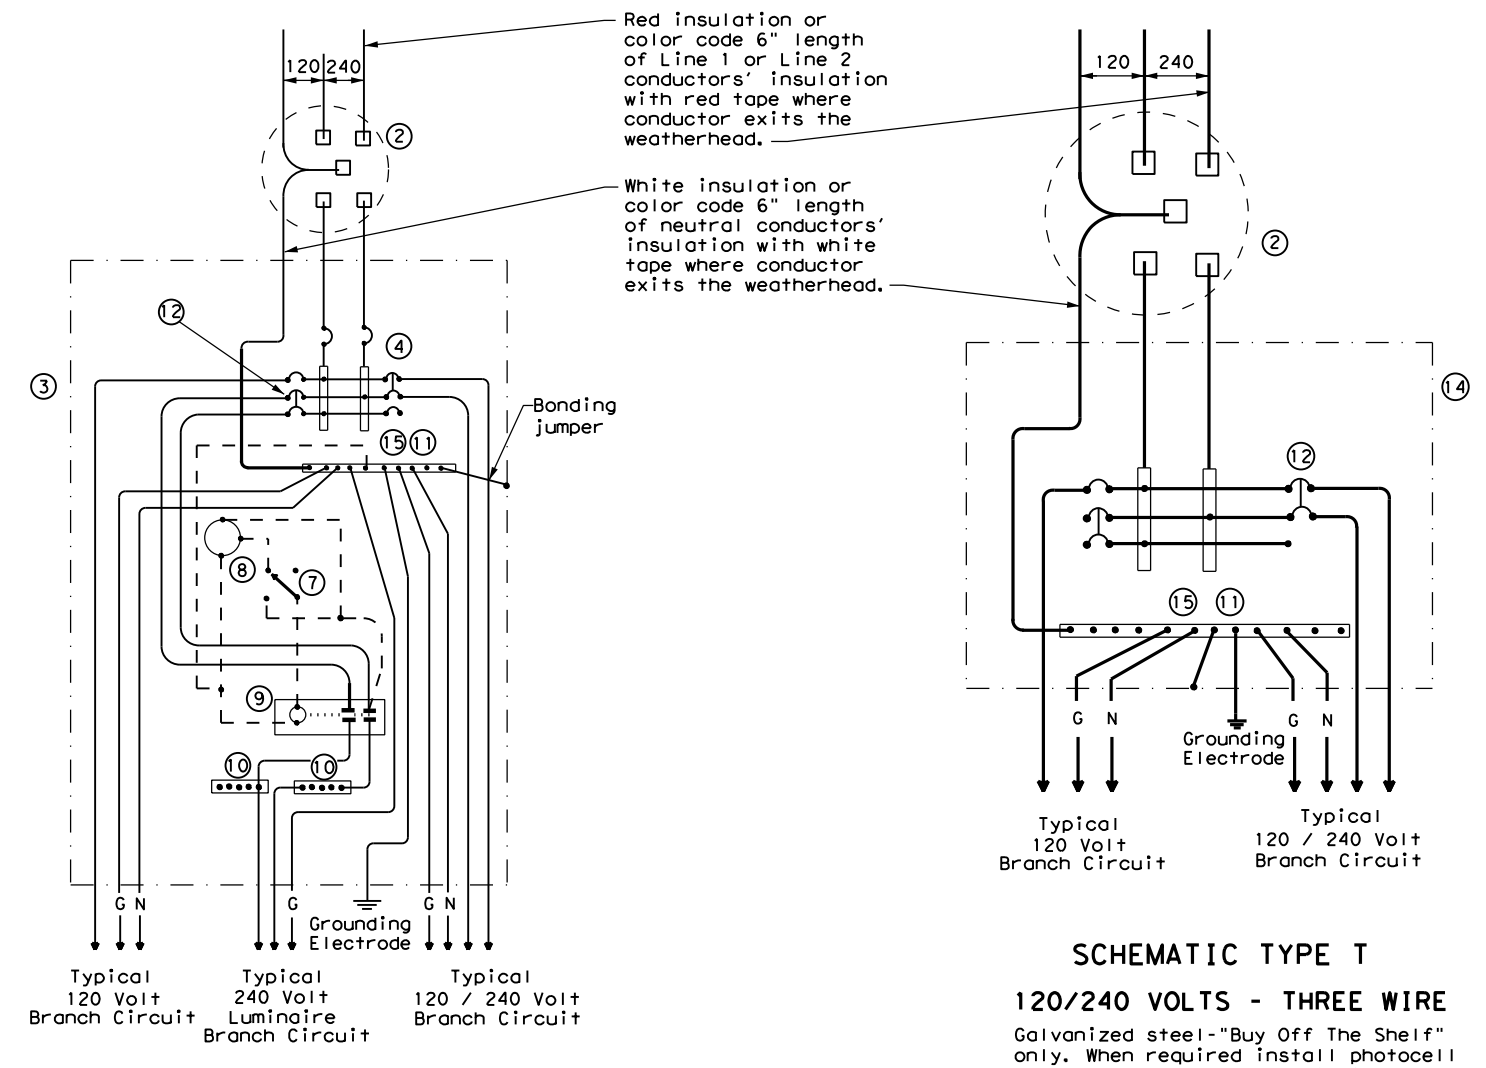 Red insulation or
color code 6" length
of Line 1 or Line 2
conductors' insulation
with red tape where
conductor exits the
weatherhead.
White insulation or
color code 6" length
of neutral conductors'
insulation with white
tape where conductor
exits the weatherhead.
120 240
2
12
4
3
Bonding
jumper
15 11
8
7
9
10
10
G N
G
G N
Grounding
Electrode
Typical
120 Volt
Branch Circuit
Typical
240 Volt
Luminaire
Branch Circuit
Typical
120 / 240 Volt
Branch Circuit
120 240
2
14
12
15 11
G N
G N
Grounding
Electrode
Typical
120 Volt
Branch Circuit
Typical
120 / 240 Volt
Branch Circuit
SCHEMATIC TYPE T
120/240 VOLTS - THREE WIRE
Galvanized steel-"Buy Off The Shelf"
only. When required install photocell